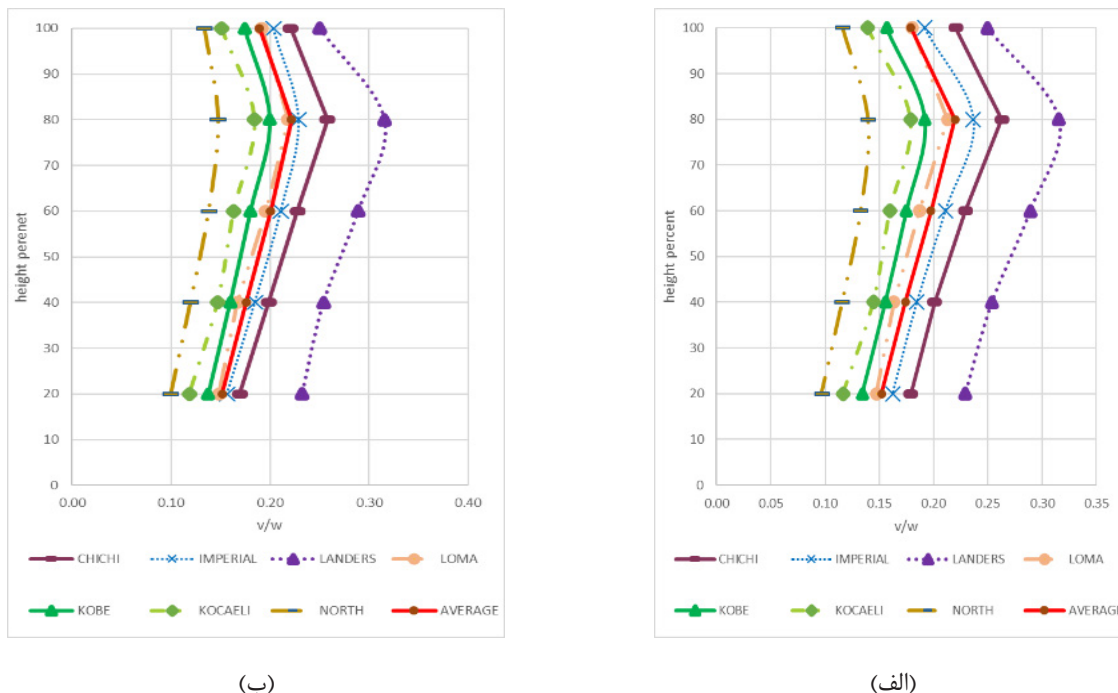 100
90
80
70
60
50
40
30
20
10
0
height perenet
0.00 0.10 0.20 0.30 0.40
v/w
CHICHI IMPERIAL LANDERS LOMA
KOBE KOCAELI NORTH AVERAGE
(ب)
100
90
80
70
60
50
40
30
20
10
0
height percent
0.00 0.05 0.10 0.15 0.20 0.25 0.30 0.35
v/w
CHICHI IMPERIAL LANDERS LOMA
KOBE KOCAELI NORTH AVERAGE
(الف)